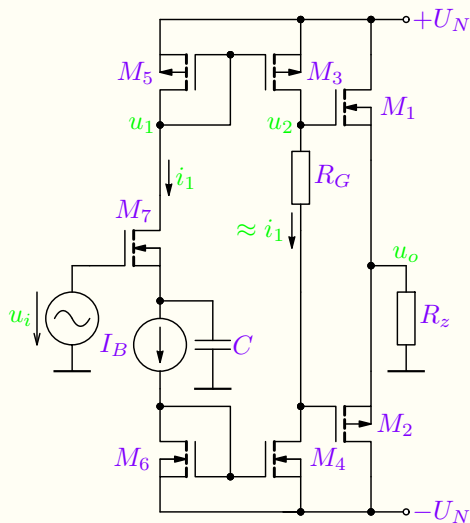 +U_N
M_5
M_3
M_1
u_1
u_2
i_1
R_G
M_7
≈ i_1
u_o
u_i
I_B
C
R_z
M_2
M_6
M_4
−U_N